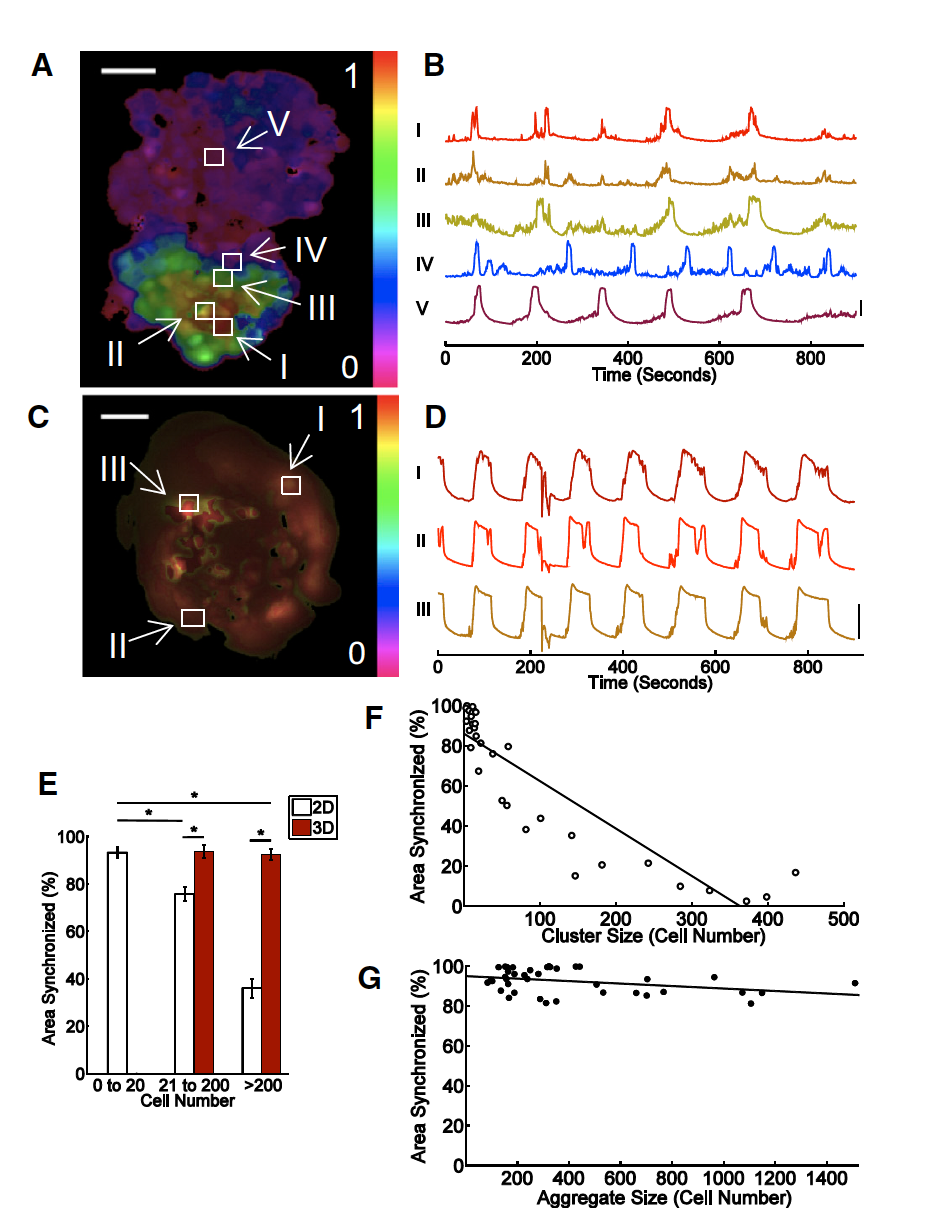 A
1
V
IV
III
II
I
0
B
I
II
III
IV
V
0 200 400 600 800
Time (Seconds)
C
1
I
III
II
0
D
I
II
III
0 200 400 600 800
Time (Seconds)
E
* 
*
* *
2D
3D
100
80
60
40
20
0
Area Synchronized (%)
0 to 20 21 to 200 >200
Cell Number
F
100
80
60
40
20
0
Area Synchronized (%)
100 200 300 400 500
Cluster Size (Cell Number)
G
100
80
60
40
20
0
Area Synchronized (%)
200 400 600 800 1000 1200 1400
Aggregate Size (Cell Number)